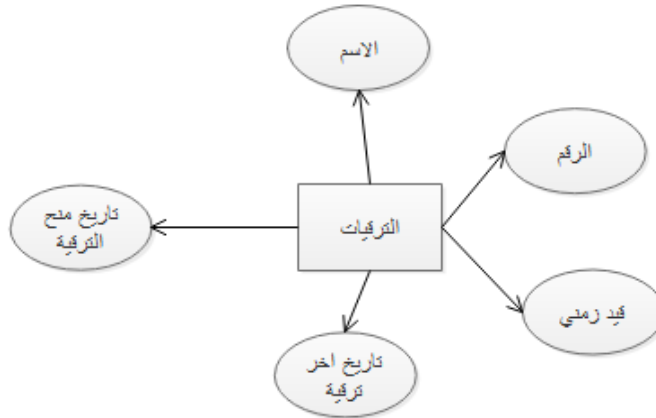 الاسم
الرقم
الترقيات
تاريخ منح
الترقية
قيد زمني
تاريخ اخر
ترقية